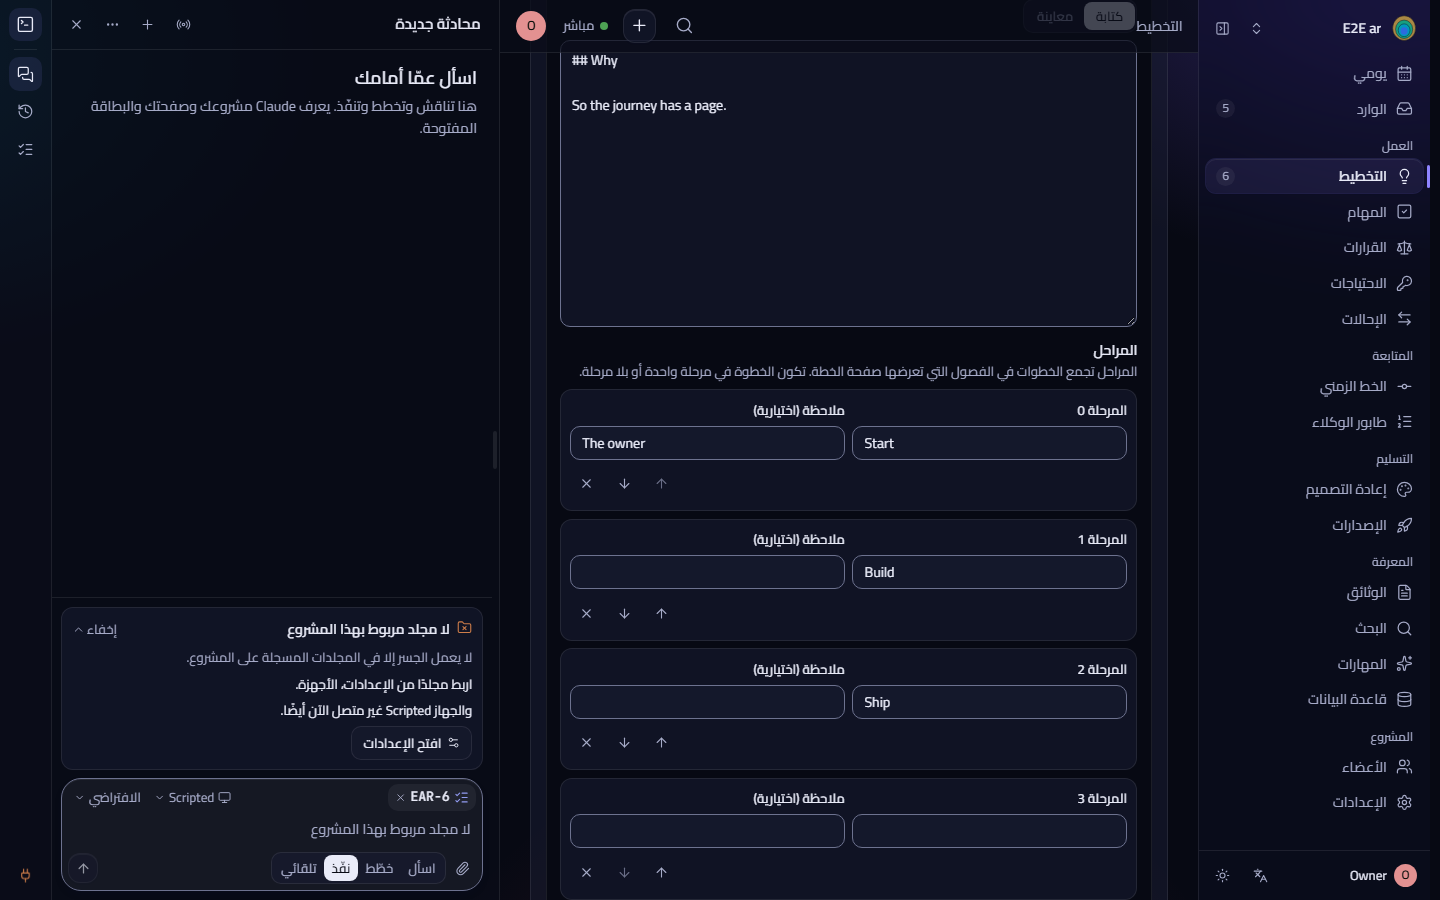 E2E ar
يومي
الوارد
5
العمل
التخطيط
6
المهام
القرارات
الاحتياجات
الإحالات
المتابعة
الخط الزمني
طابور الوكلاء
التسليم
إعادة التصميم
الإصدارات
المعرفة
الوثائق
البحث
المهارات
قاعدة البيانات
المشروع
الأعضاء
الإعدادات
O Owner
التخطيط
كتابة معاينة
مباشر
O
## Why
So the journey has a page.
المراحل
المراحل تجمع الخطوات في الفصول التي تعرضها صفحة الخطة. تكون الخطوة في مرحلة واحدة أو بلا مرحلة.
المرحلة 0 ملاحظة (اختيارية)
Start
The owner
المرحلة 1 ملاحظة (اختيارية)
Build
المرحلة 2 ملاحظة (اختيارية)
Ship
المرحلة 3 ملاحظة (اختيارية)
محادثة جديدة
اسأل عمّا أمامك
هنا تناقش وتخطط وتنفّذ. يعرف Claude مشروعك وصفحتك والبطاقة
المفتوحة.
لا مجلد مربوط بهذا المشروع
إخفاء
لا يعمل الجسر إلا في المجلدات المسجلة على المشروع.
اربط مجلدًا من الإعدادات، الأجهزة.
والجهاز Scripted غير متصل الآن أيضًا.
افتح الإعدادات
EAR-6
Scripted
الافتراضي
لا مجلد مربوط بهذا المشروع
اسأل خطّط نفّذ تلقائي